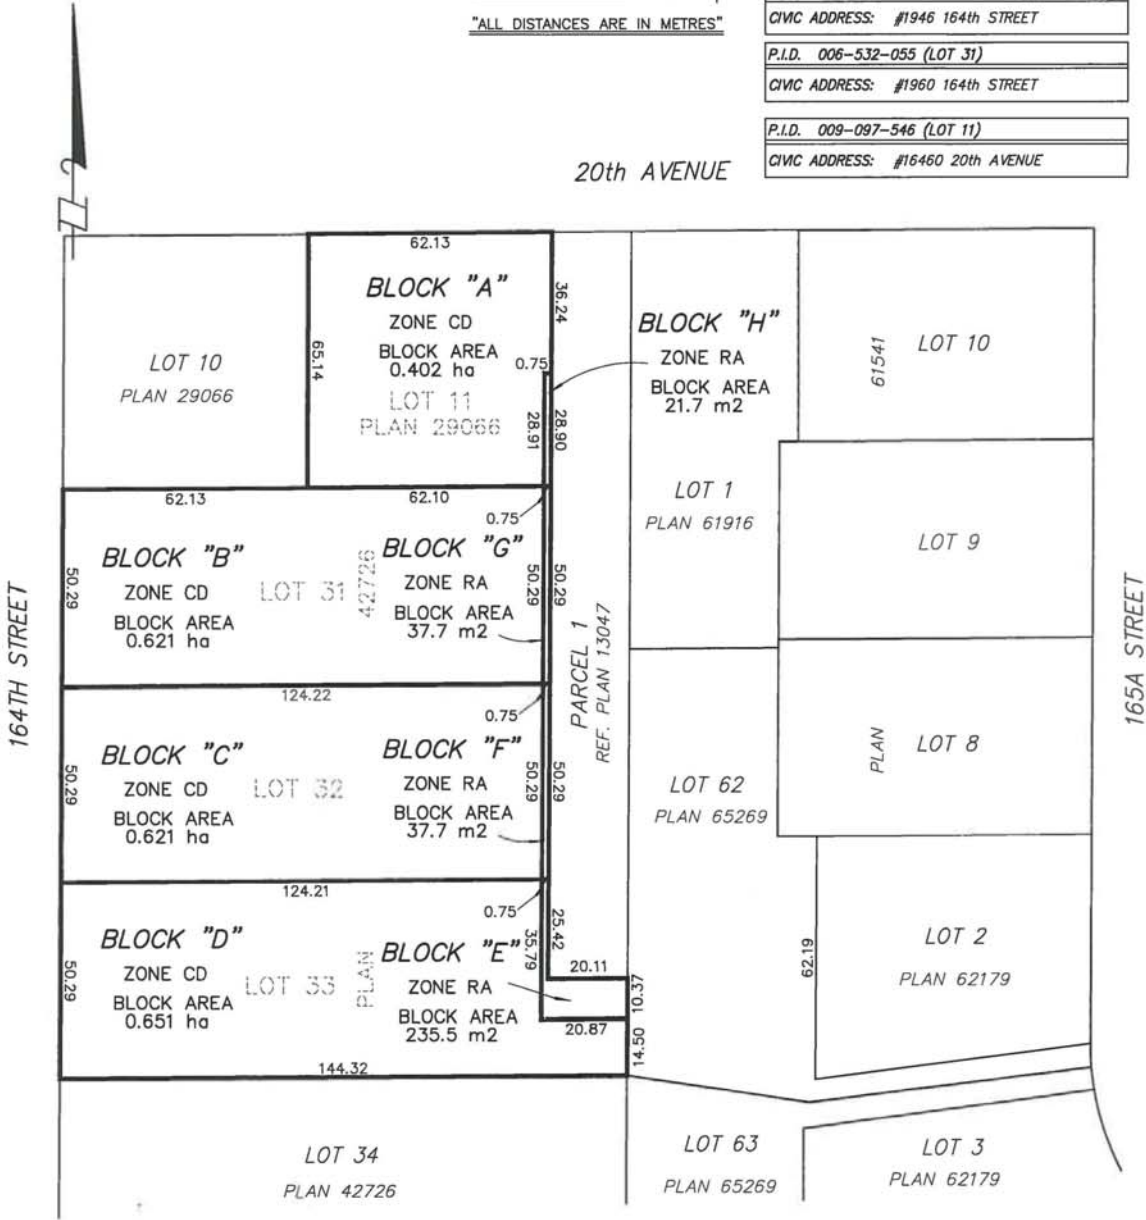 "ALL DISTANCES ARE IN METRES"
CIVIC ADDRESS: #1946 164th STREET
P.I.D. 006-532-055 (LOT 31)
CIVIC ADDRESS: #1960 164th STREET
P.I.D. 009-097-546 (LOT 11)
CIVIC ADDRESS: #16460 20th AVENUE
20th AVENUE
62.13
BLOCK "A"
ZONE CD
BLOCK AREA
0.402 ha
LOT 11
PLAN 29066
65.14
36.24
0.75
28.91
28.90
LOT 10
PLAN 29066
BLOCK "H"
ZONE RA
BLOCK AREA
21.7 m2
61541
LOT 10
LOT 1
PLAN 61916
LOT 9
62.13
62.10
0.75
BLOCK "B"
ZONE CD
BLOCK AREA
0.621 ha
50.29
LOT 31
42726
BLOCK "G"
ZONE RA
BLOCK AREA
37.7 m2
50.29
50.29
PARCEL 1
REF. PLAN 13047
164TH STREET
165A STREET
124.22
0.75
BLOCK "C"
ZONE CD
BLOCK AREA
0.621 ha
50.29
LOT 32
BLOCK "F"
ZONE RA
BLOCK AREA
37.7 m2
50.29
50.29
LOT 62
PLAN 65269
PLAN
LOT 8
124.21
0.75
BLOCK "D"
ZONE CD
BLOCK AREA
0.651 ha
50.29
LOT 33
PLAN
BLOCK "E"
ZONE RA
BLOCK AREA
235.5 m2
35.79
25.42
20.11
10.37
20.87
14.50
144.32
62.19
LOT 2
PLAN 62179
LOT 34
PLAN 42726
LOT 63
PLAN 65269
LOT 3
PLAN 62179